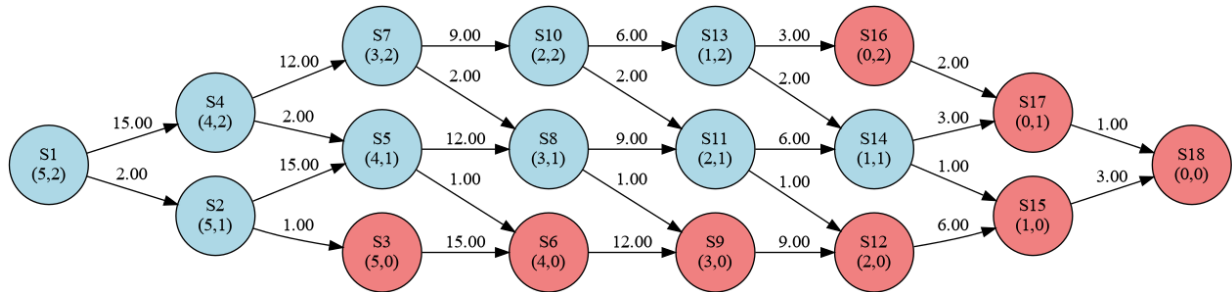 S7
(3,2)
9.00
S10
(2,2)
6.00
S13
(1,2)
3.00
S16
(0,2)
12.00
2.00
2.00
2.00
2.00
S4
(4,2)
S17
(0,1)
15.00
2.00
1.00
S1
(5,2)
S5
(4,1)
12.00
S8
(3,1)
9.00
S11
(2,1)
6.00
S14
(1,1)
3.00
S18
(0,0)
2.00
15.00
1.00
1.00
1.00
1.00
3.00
S2
(5,1)
S15
(1,0)
1.00
6.00
S3
(5,0)
15.00
S6
(4,0)
12.00
S9
(3,0)
9.00
S12
(2,0)